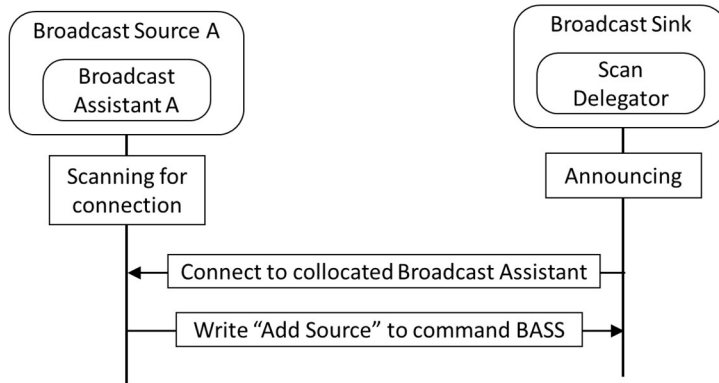 Broadcast Source A
Broadcast
Assistant A
Broadcast Sink
Scan
Delegator
Scanning for
connection
Announcing
Connect to collocated Broadcast Assistant
Write “Add Source” to command BASS